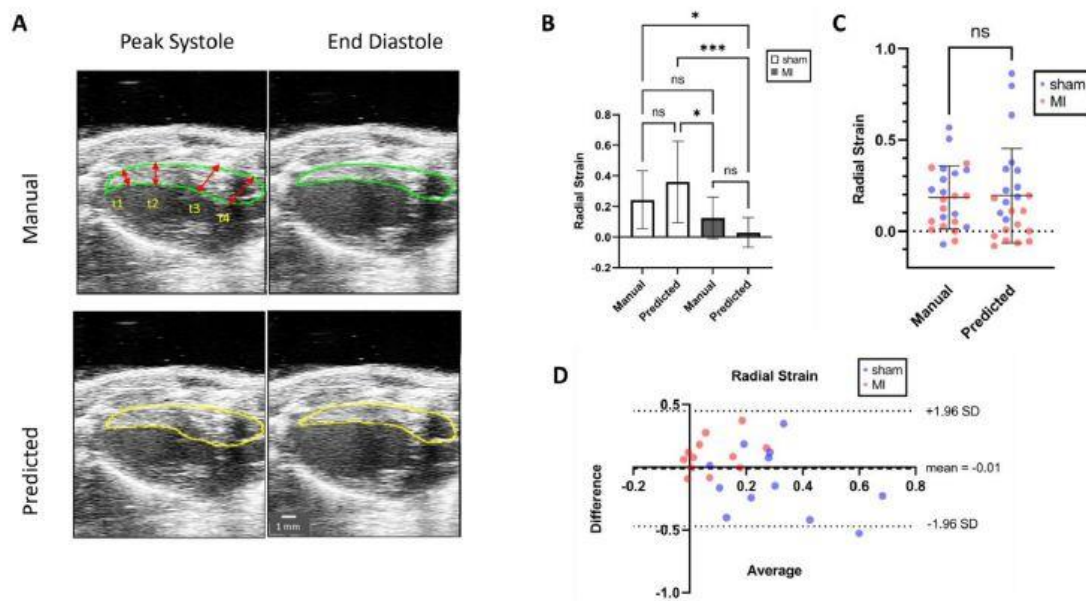 A
Peak Systole
End Diastole
Manual
t1
t2
t3
t4
Predicted
1 mm
B
*
***
ns
ns
*
ns
sham
MI
Radial Strain
0.8
0.6
0.4
0.2
0.0
-0.2
Manual
Predicted
Manual
Predicted
C
ns
sham
MI
Radial Strain
1.0
0.5
0.0
Manual
Predicted
D
Radial Strain
sham
MI
Difference
0.5
+1.96 SD
mean = -0.01
-0.2
0.2
0.4
0.6
0.8
-0.5
-1.96 SD
-1.0
Average